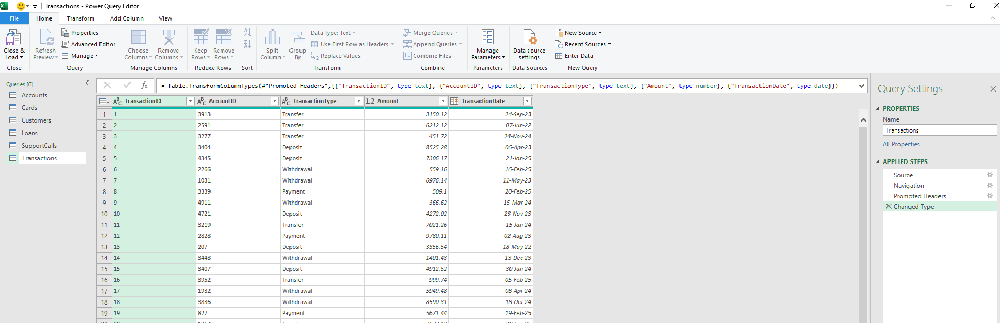 Transactions - Power Query Editor
File Home Transform Add Column View
Close & Load
Close
Refresh Preview
Properties
Advanced Editor
Manage
Query
Choose Columns
Remove Columns
Manage Columns
Keep Rows
Remove Rows
Reduce Rows
Sort
Split Column
Group By
Data Type: Text
Use First Row as Headers
Replace Values
Transform
Merge Queries
Append Queries
Combine Files
Combine
Manage Parameters
Parameters
Data source settings
Data Sources
New Source
Recent Sources
Enter Data
New Query
Queries [6]
Accounts
Cards
Customers
Loans
SupportCalls
Transactions
fx = Table.TransformColumnTypes(#"Promoted Headers",{{"TransactionID", type text}, {"AccountID", type text}, {"TransactionType", type text}, {"Amount", type number}, {"TransactionDate", type date}})
ABC TransactionID ABC AccountID ABC TransactionType 1.2 Amount TransactionDate
1 1 3913 Transfer 3150.12 24-Sep-23
2 2 2591 Transfer 6212.12 07-Jun-22
3 3 3277 Transfer 451.72 24-Nov-24
4 4 3404 Deposit 8525.28 06-Apr-23
5 5 4345 Deposit 7306.17 21-Jan-25
6 6 2266 Withdrawal 559.16 16-Feb-25
7 7 1031 Withdrawal 6976.14 11-May-23
8 8 3339 Payment 509.1 20-Feb-25
9 9 4911 Withdrawal 366.62 15-Mar-24
10 10 4721 Deposit 4272.02 23-Nov-23
11 11 3219 Transfer 7021.26 15-Jan-24
12 12 2828 Payment 9780.11 02-Aug-23
13 13 207 Deposit 3356.54 18-May-22
14 14 3448 Withdrawal 1401.43 13-Dec-23
15 15 3407 Deposit 4912.52 30-Jun-24
16 16 3952 Transfer 999.74 05-Feb-25
17 17 1932 Withdrawal 5949.48 08-Apr-24
18 18 3836 Withdrawal 8590.31 18-Oct-24
19 19 827 Payment 5671.44 19-Feb-25
Query Settings
PROPERTIES
Name
Transactions
All Properties
APPLIED STEPS
Source
Navigation
Promoted Headers
Changed Type